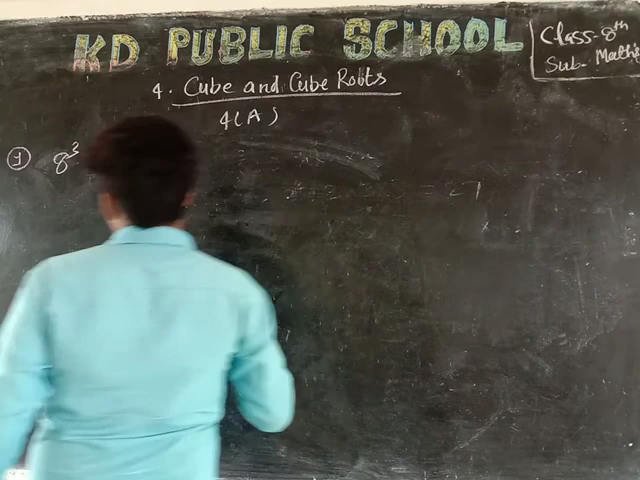 KD PUBLIC SCHOOL
Class-8th
Sub- Maths
4. Cube and Cube Roots
4(A)
1 8³